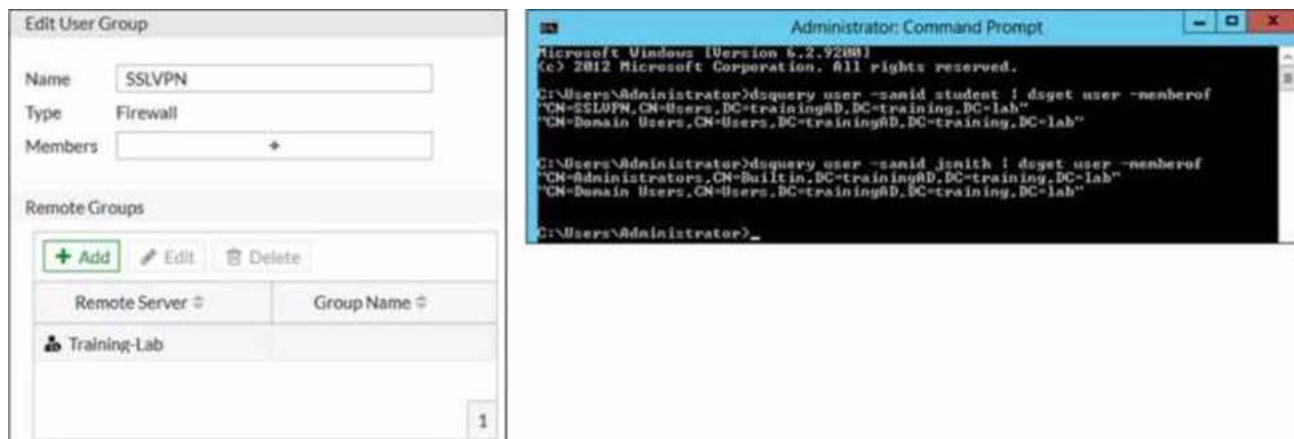 Edit User Group
Name SSLVPN
Type Firewall
Members +
Remote Groups
+ Add Edit Delete
Remote Server Group Name
Training-Lab
1
Administrator: Command Prompt
Microsoft Windows [Version 6.2.9200]
(c) 2012 Microsoft Corporation. All rights reserved.
C:\Users\Administrator>dsquery user -samid student | dsget user -memberof
"CN=SSLVPN,CN=Users,DC=trainingAD,DC=training,DC=lab"
"CN=Domain Users,CN=Users,DC=trainingAD,DC=training,DC=lab"
C:\Users\Administrator>dsquery user -samid jsmith | dsget user -memberof
"CN=Administrators,CN=Builtin,DC=trainingAD,DC=training,DC=lab"
"CN=Domain Users,CN=Users,DC=trainingAD,DC=training,DC=lab"
C:\Users\Administrator>_